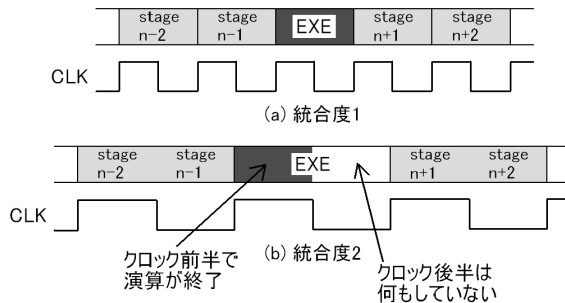 stage n-2
stage n-1
EXE
stage n+1
stage n+2
CLK
(a) 統合度1
stage n-2
stage n-1
EXE
stage n+1
stage n+2
CLK
クロック前半で
演算が終了
(b) 統合度2
クロック後半は
何もしていない